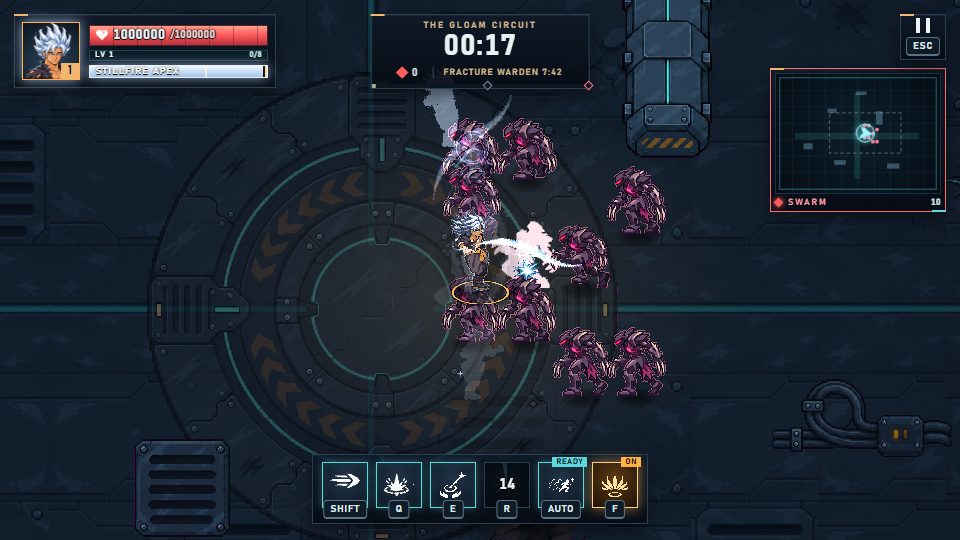 1000000 /1000000
LV 1
0/8
1
STILLFIRE APEX
THE GLOAM CIRCUIT
00:17
0
FRACTURE WARDEN 7:42
ESC
SWARM
10
READY
ON
14
SHIFT
Q
E
R
AUTO
F